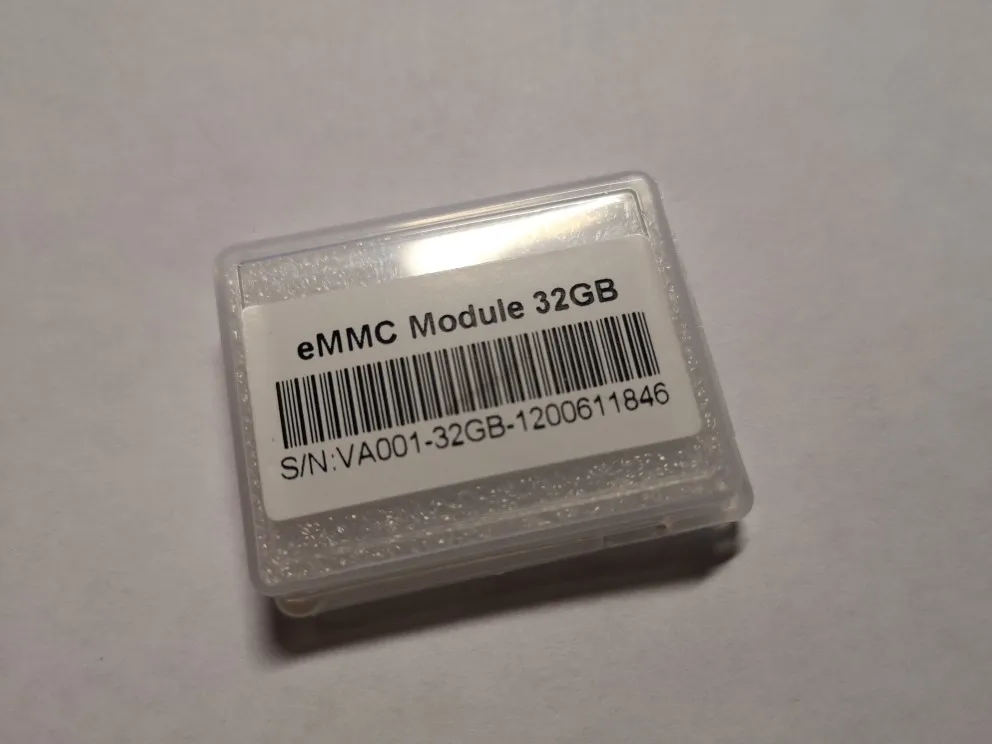 eMMC Module 32GB
S/N:VA001-32GB-1200611846